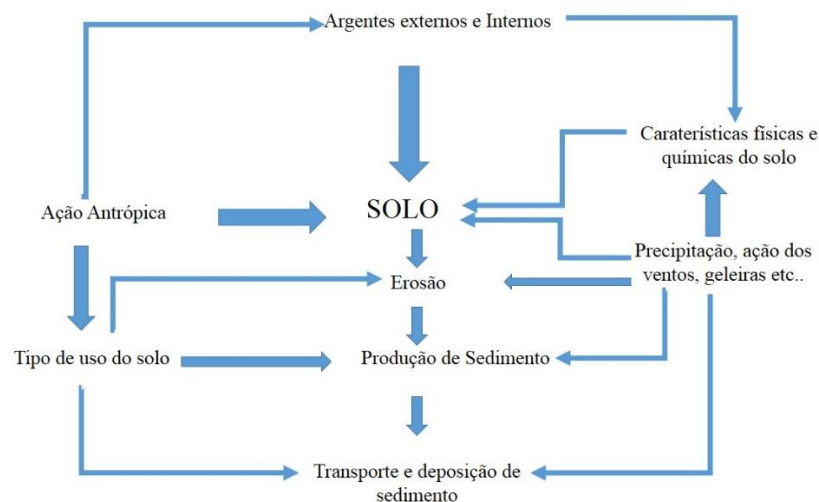 Argentes externos e Internos
Caraterísticas físicas e
químicas do solo
Ação Antrópica
SOLO
Precipitação, ação dos
ventos, geleiras etc..
Erosão
Tipo de uso do solo
Produção de Sedimento
Transporte e deposição de
sedimento